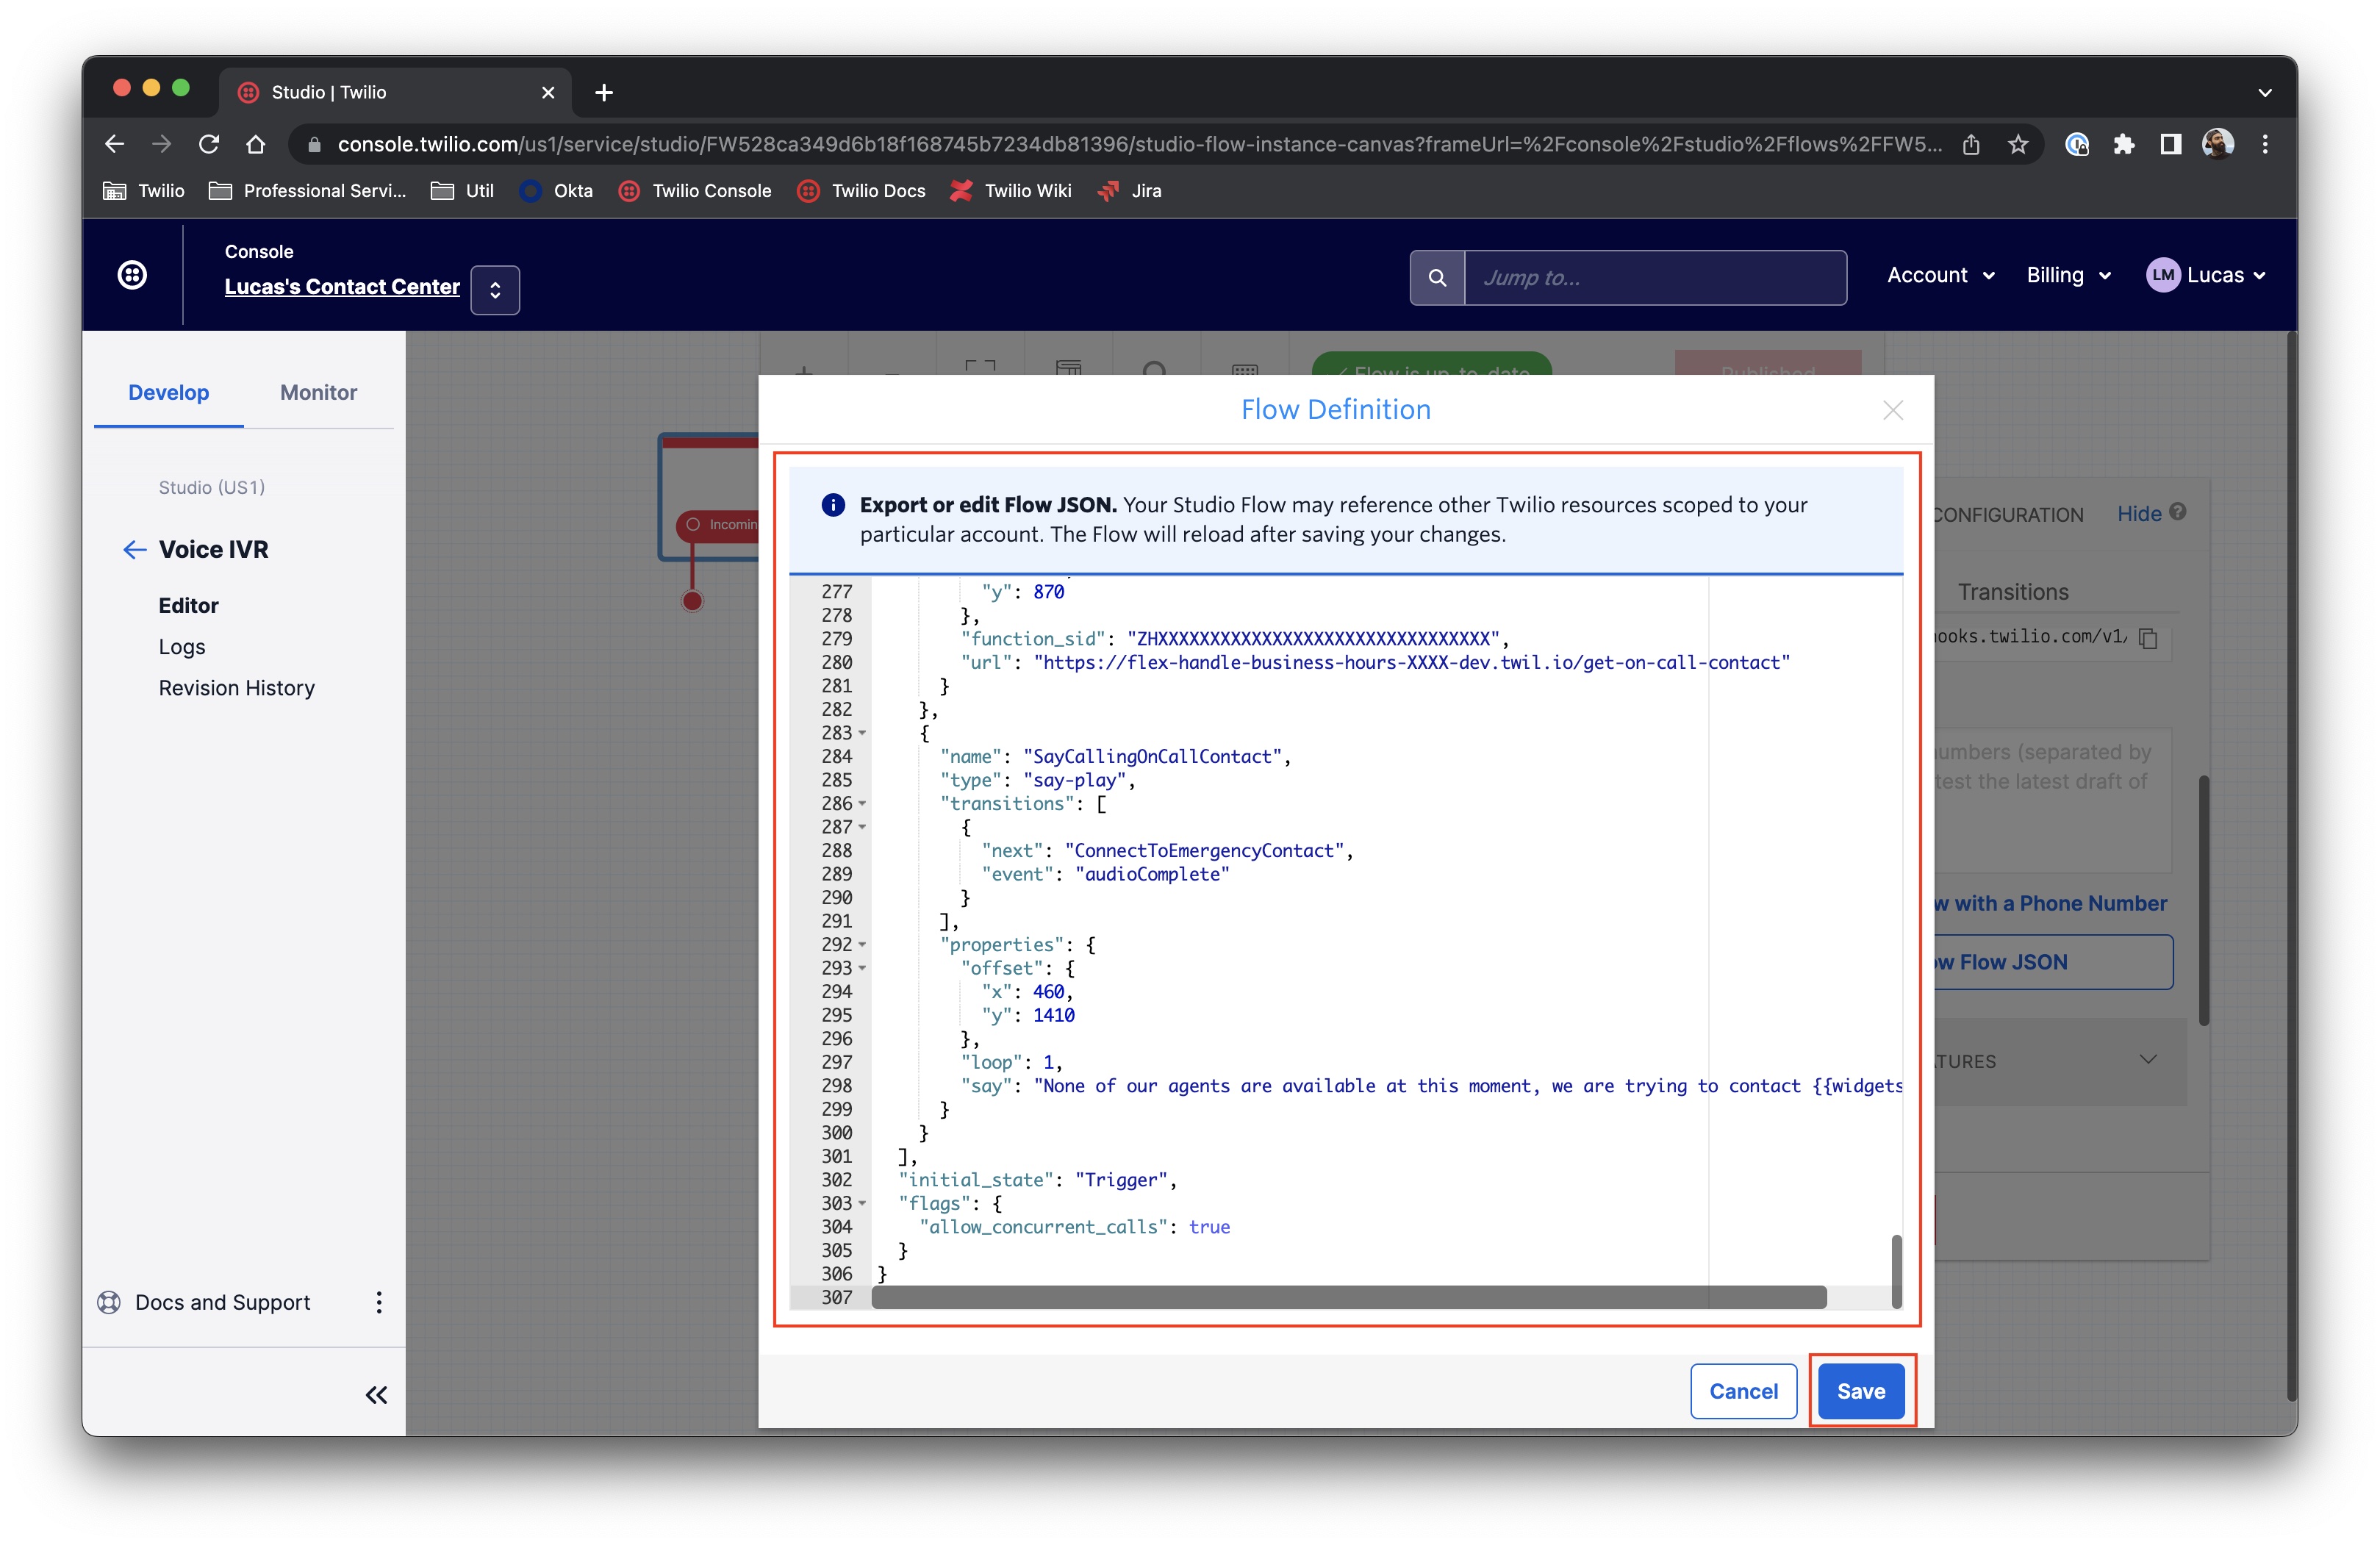 Studio | Twilio
console.twilio.com/us1/service/studio/FW528ca349d6b18f168745b7234db81396/studio-flow-instance-canvas?frameUrl=%2Fconsole%2Fstudio%2Fflows%2FFW5...
Twilio Professional Servi... Util Okta Twilio Console Twilio Docs Twilio Wiki Jira
Console
Lucas's Contact Center
Jump to...
Account Billing LM Lucas
Develop Monitor
Studio (US1)
Voice IVR
Editor
Logs
Revision History
Docs and Support
Flow is up-to-date
Published
Incomin
Flow Definition
Export or edit Flow JSON. Your Studio Flow may reference other Twilio resources scoped to your
particular account. The Flow will reload after saving your changes.
277 "y": 870
278 },
279 "function_sid": "ZHXXXXXXXXXXXXXXXXXXXXXXXXXXXXXXXX",
280 "url": "https://flex-handle-business-hours-XXXX-dev.twil.io/get-on-call-contact"
281 }
282 },
283 {
284 "name": "SayCallingOnCallContact",
285 "type": "say-play",
286 "transitions": [
287 {
288 "next": "ConnectToEmergencyContact",
289 "event": "audioComplete"
290 }
291 ],
292 "properties": {
293 "offset": {
294 "x": 460,
295 "y": 1410
296 },
297 "loop": 1,
298 "say": "None of our agents are available at this moment, we are trying to contact {{widgets
299 }
300 }
301 ],
302 "initial_state": "Trigger",
303 "flags": {
304 "allow_concurrent_calls": true
305 }
306 }
307
Cancel Save
CONFIGURATION Hide
Transitions
ooks.twilio.com/v1/
umbers (separated by
test the latest draft of
w with a Phone Number
ow Flow JSON
TURES